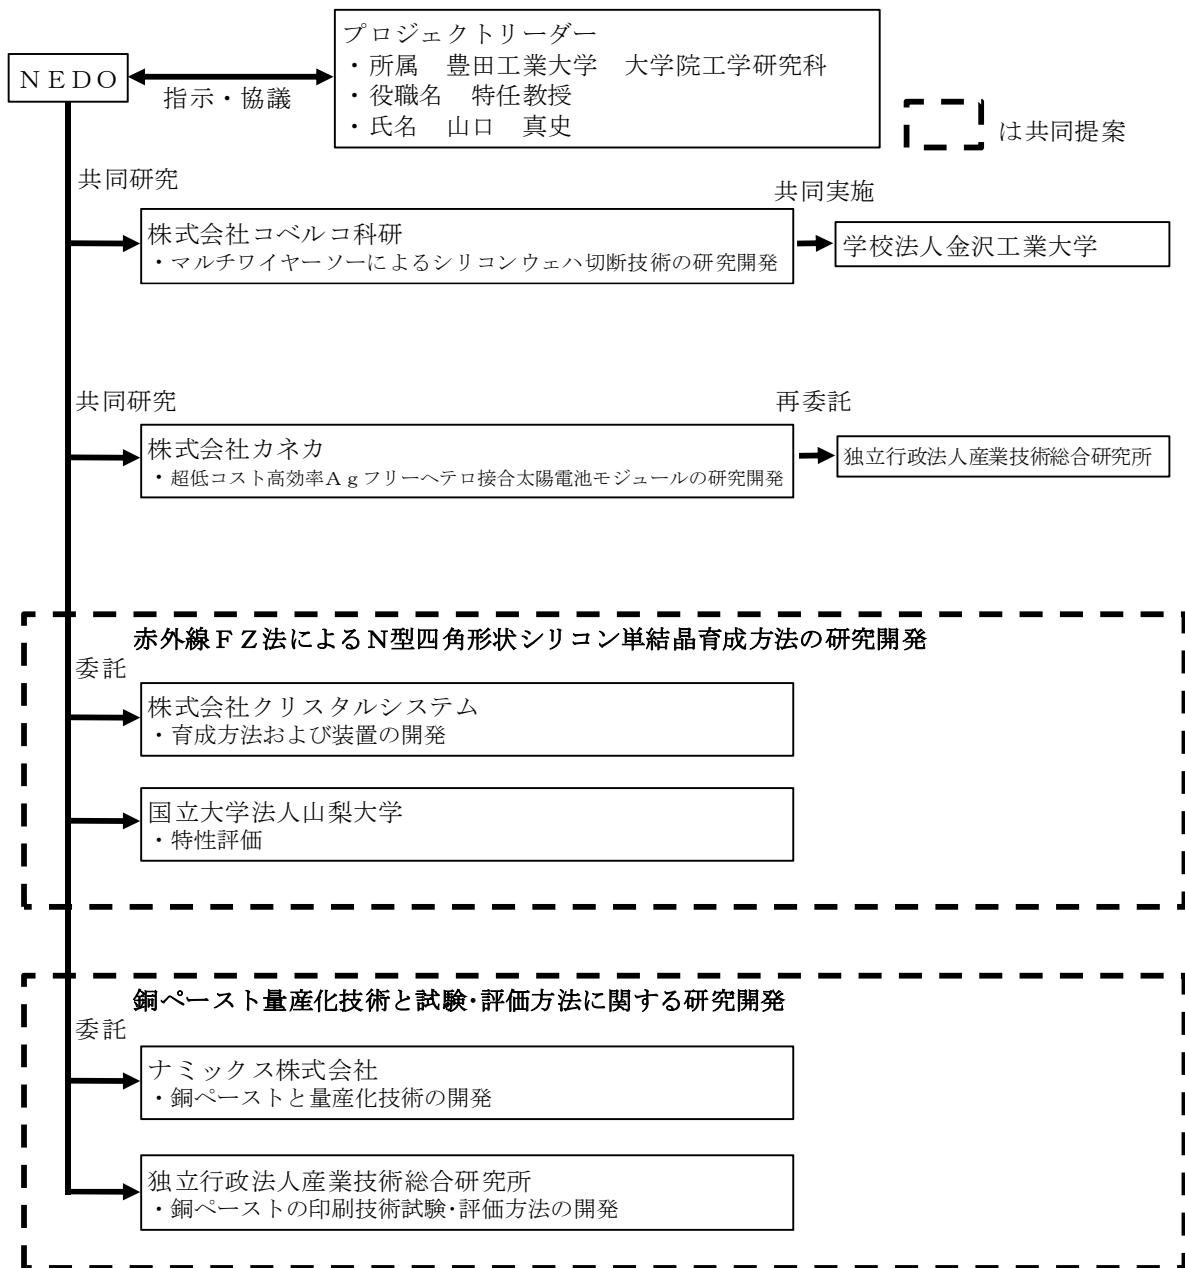 プロジェクトリーダー
・所属　豊田工業大学　大学院工学研究科
・役職名　特任教授
・氏名　山口　真史
ＮＥＤＯ
指示・協議
は共同提案
共同研究
共同実施
株式会社コベルコ科研
・マルチワイヤーソーによるシリコンウェハ切断技術の研究開発
学校法人金沢工業大学
共同研究
再委託
株式会社カネカ
・超低コスト高効率Ａｇフリーヘテロ接合太陽電池モジュールの研究開発
独立行政法人産業技術総合研究所
赤外線ＦＺ法によるＮ型四角形状シリコン単結晶育成方法の研究開発
委託
株式会社クリスタルシステム
・育成方法および装置の開発
国立大学法人山梨大学
・特性評価
銅ペースト量産化技術と試験･評価方法に関する研究開発
委託
ナミックス株式会社
・銅ペーストと量産化技術の開発
独立行政法人産業技術総合研究所
・銅ペーストの印刷技術試験･評価方法の開発